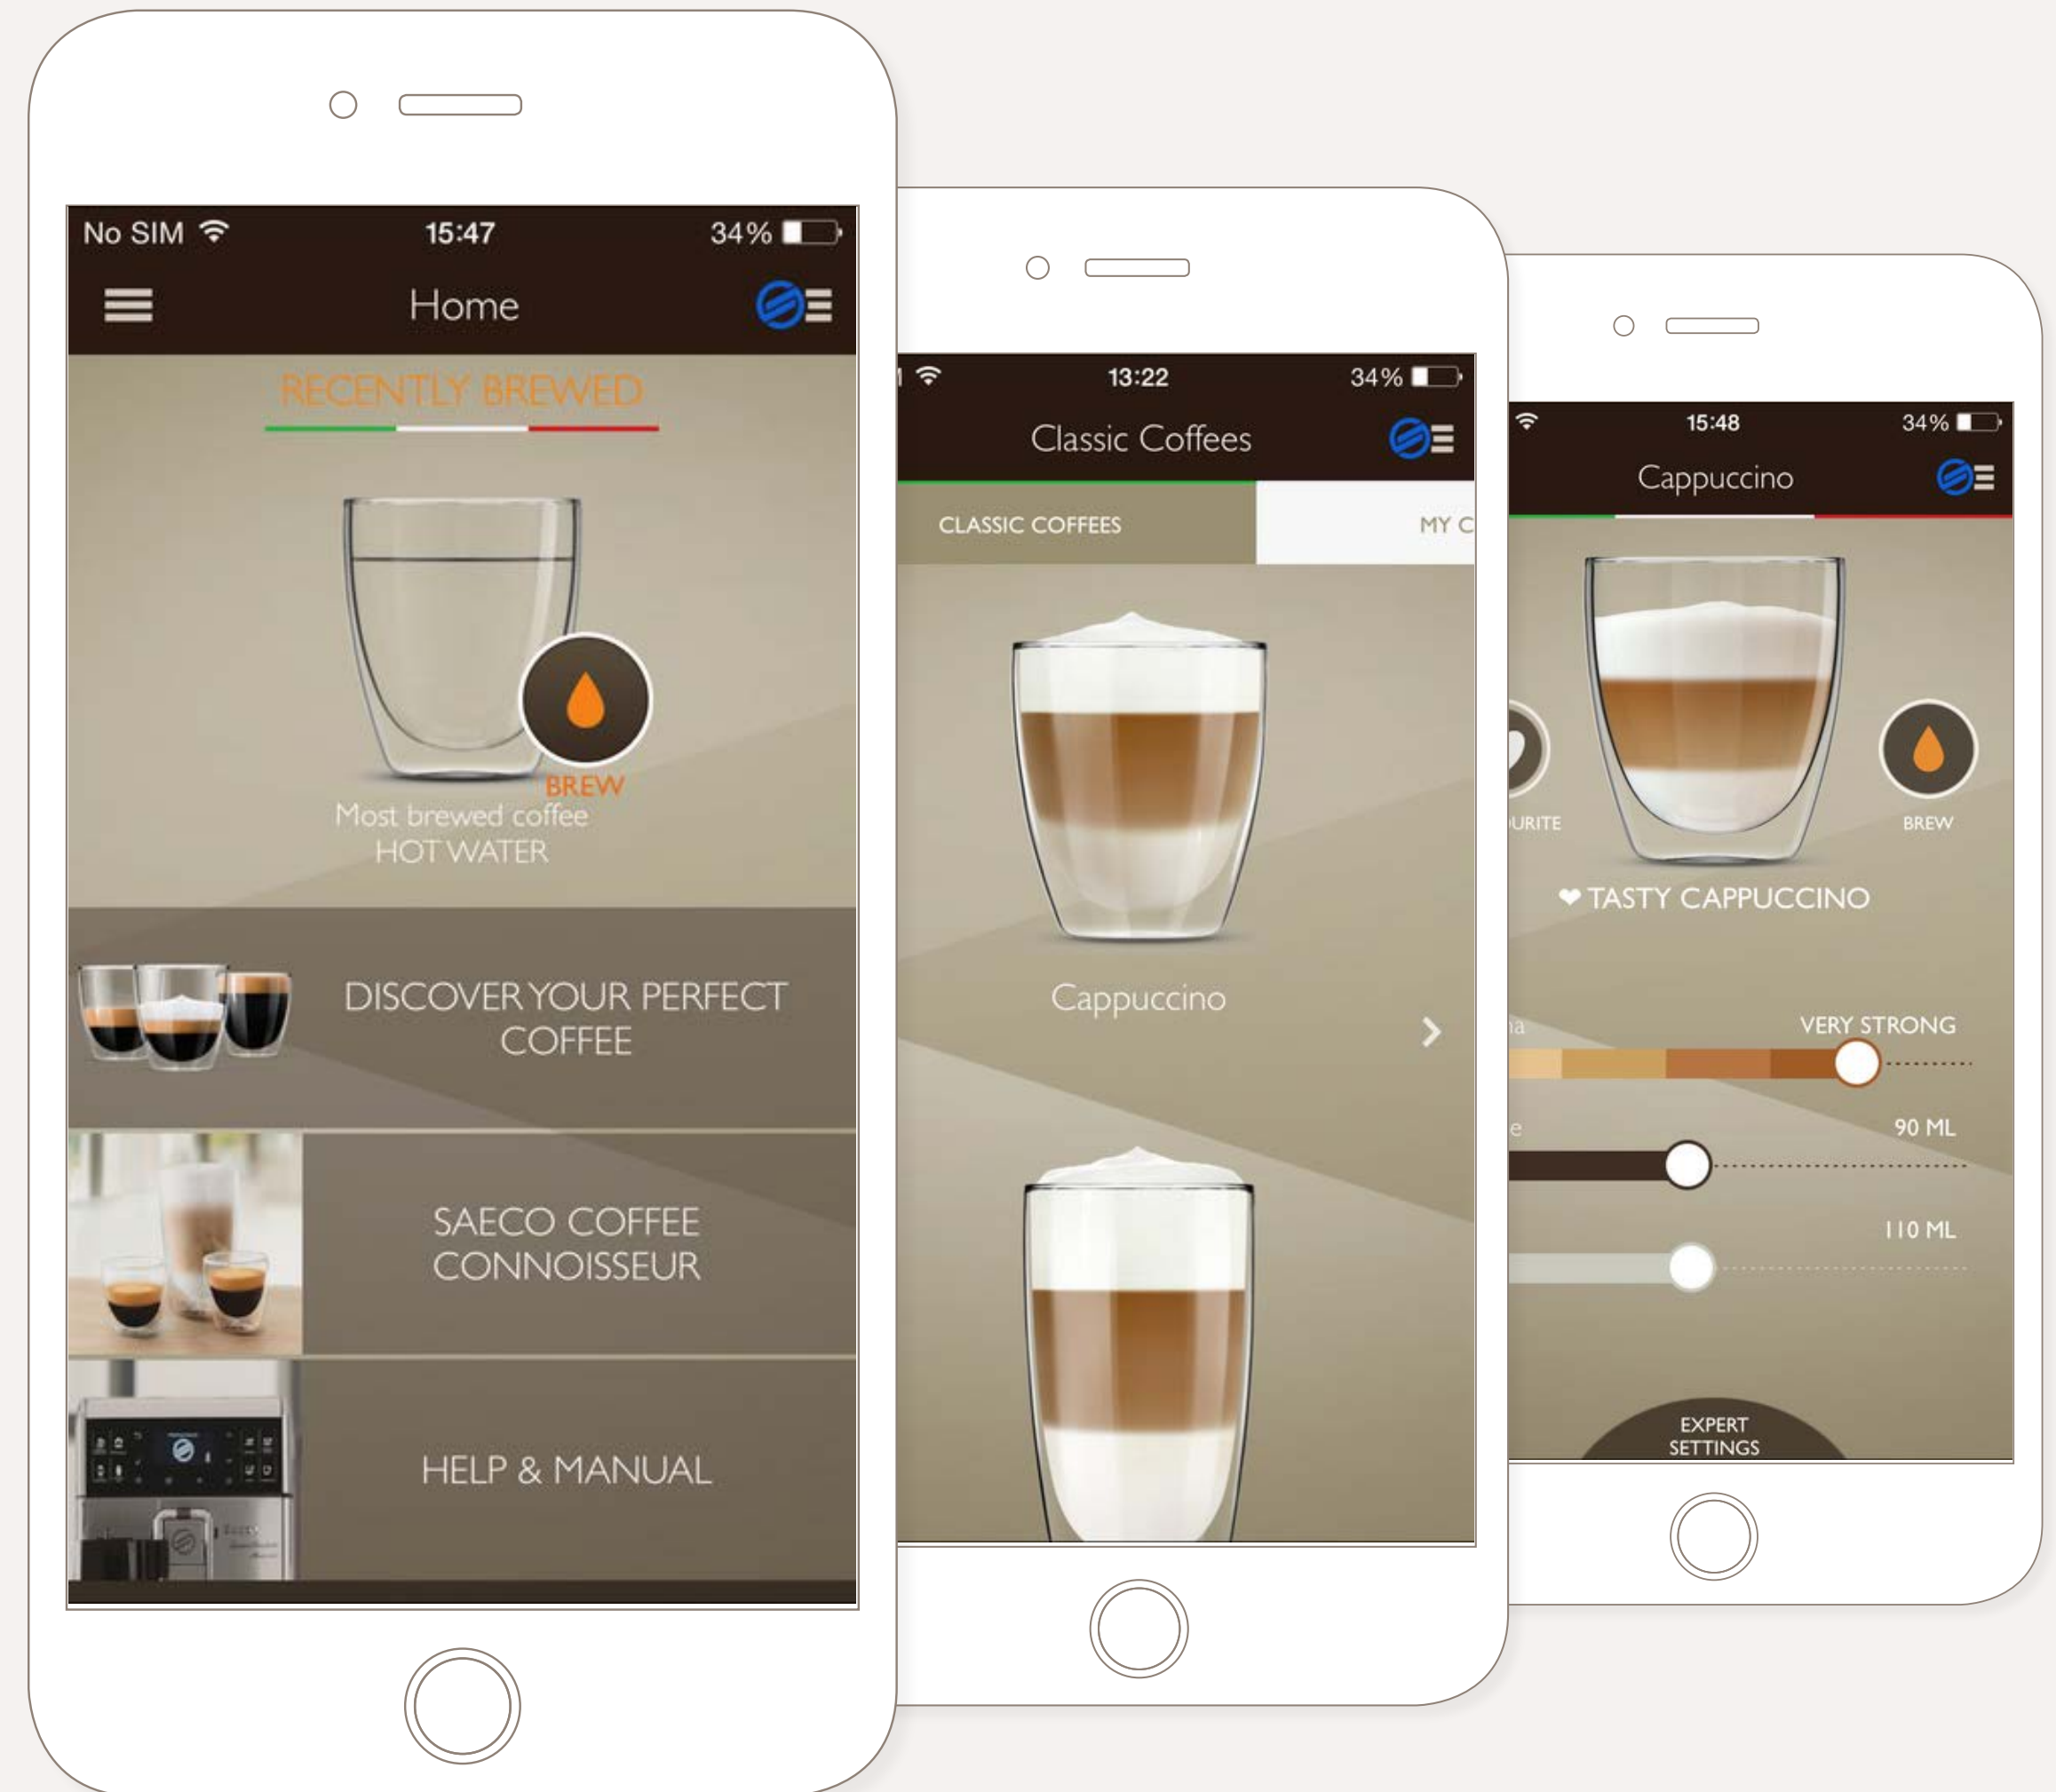 No SIM 15:47 34%
Home
RECENTLY BREWED
BREW
Most brewed coffee
HOT WATER
DISCOVER YOUR PERFECT
COFFEE
SAECO COFFEE
CONNOISSEUR
HELP & MANUAL
13:22 34%
Classic Coffees
CLASSIC COFFEES MY C
Cappuccino
15:48 34%
Cappuccino
URITE BREW
❤ TASTY CAPPUCCINO
na VERY STRONG
e 90 ML
110 ML
EXPERT
SETTINGS